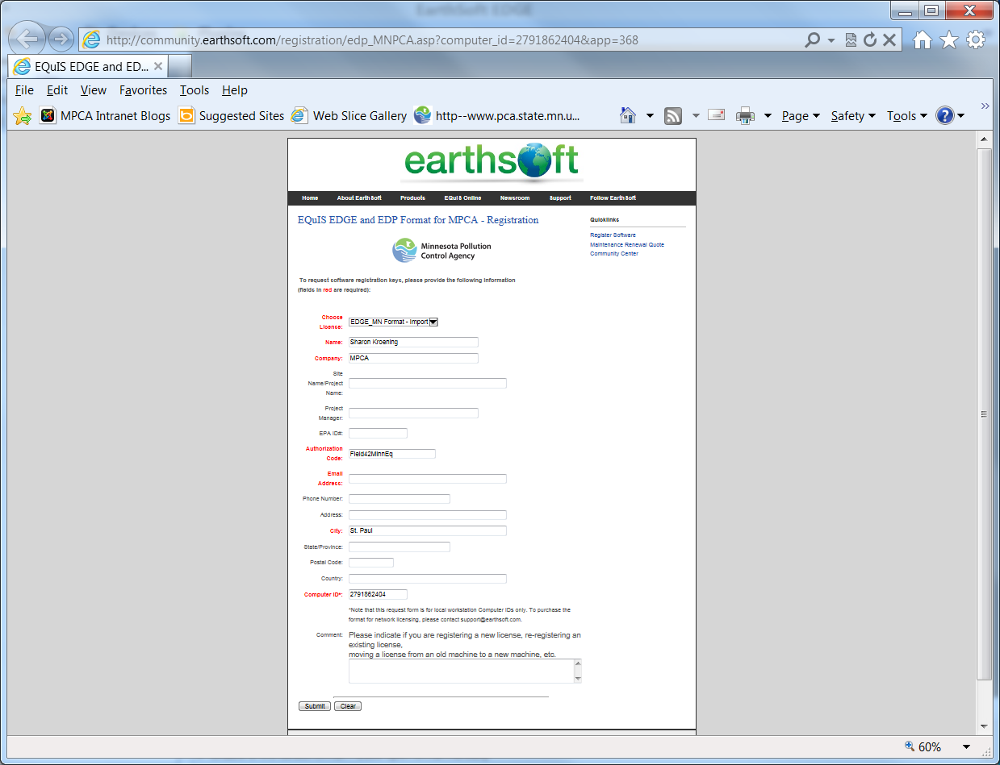 EarthSoft EDGE
http://community.earthsoft.com/registration/edp_MNPCA.asp?computer_id=2791862404&app=368
EQuIS EDGE and ED...
File Edit View Favorites Tools Help
MPCA Intranet Blogs Suggested Sites Web Slice Gallery http--www.pca.state.mn.u... Page Safety Tools
earthsoft
Home About EarthSoft Products EQuIS Online Newsroom Support Follow EarthSoft
EQuIS EDGE and EDP Format for MPCA - Registration
Quicklinks
Register Software
Maintenance Renewal Quote
Community Center
Minnesota Pollution
Control Agency
To request software registration keys, please provide the following information
(fields in red are required):
Choose
License: EDGE_MN Format - Import
Name: Sharon Kroening
Company: MPCA
Site
Name/Project
Name:
Project
Manager:
EPA ID#:
Authorization
Code: Field42MinnEq
Email
Address:
Phone Number:
Address:
City: St. Paul
State/Province:
Postal Code:
Country:
Computer ID*: 2791862404
*Note that this request form is for local workstation Computer IDs only. To purchase the
format for network licensing, please contact support@earthsoft.com.
Comment: Please indicate if you are registering a new license, re-registering an
existing license,
moving a license from an old machine to a new machine, etc.
Submit Clear
60%